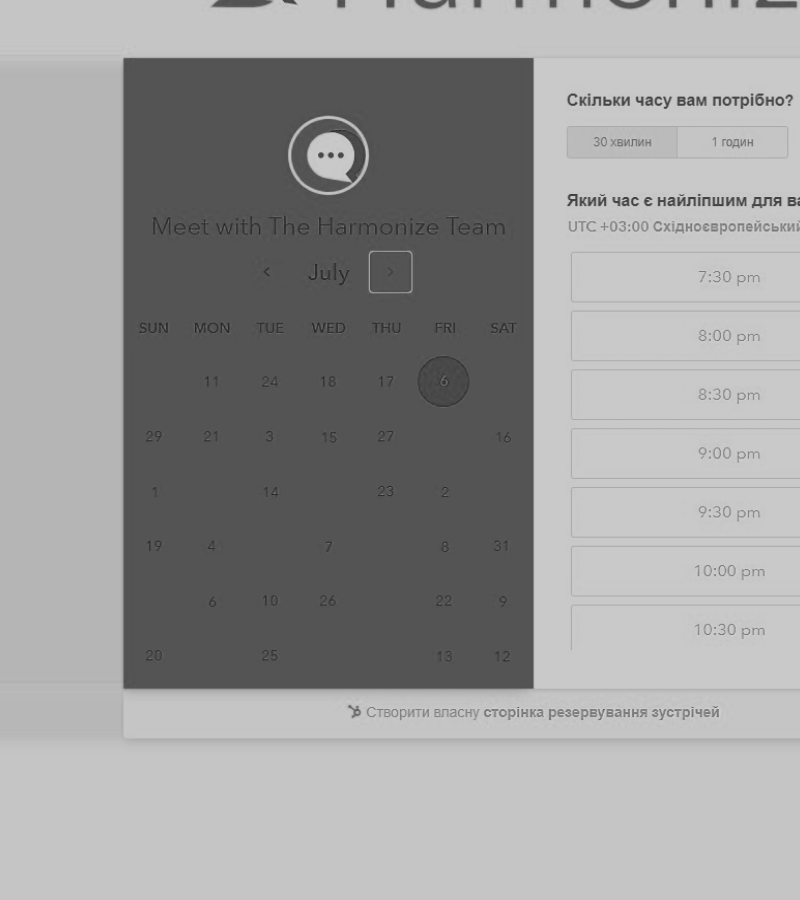 Harmoniz
Meet with The Harmonize Team
July
SUN MON TUE WED THU FRI SAT
11 24 18 17 6
29 21 3 15 27 16
1 14 23 2
19 4 7 8 31
6 10 26 22 9
20 25 13 12
Скільки часу вам потрібно?
30 хвилин 1 годин
Який час є найліпшим для ва
UTC +03:00 Східноєвропейський
7:30 pm
8:00 pm
8:30 pm
9:00 pm
9:30 pm
10:00 pm
10:30 pm
Створити власну сторінка резервування зустрічей